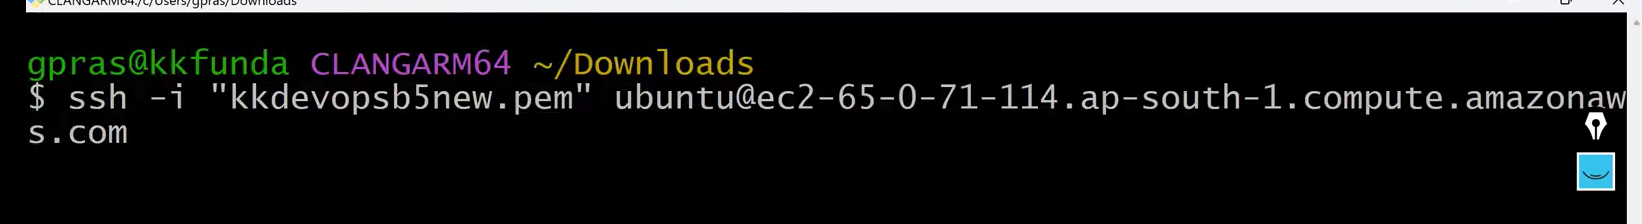 CLANGARM64:/c/Users/gpras/Downloads
gpras@kkfunda CLANGARM64 ~/Downloads
$ ssh -i "kkdevopsb5new.pem" ubuntu@ec2-65-0-71-114.ap-south-1.compute.amazonaw
s.com